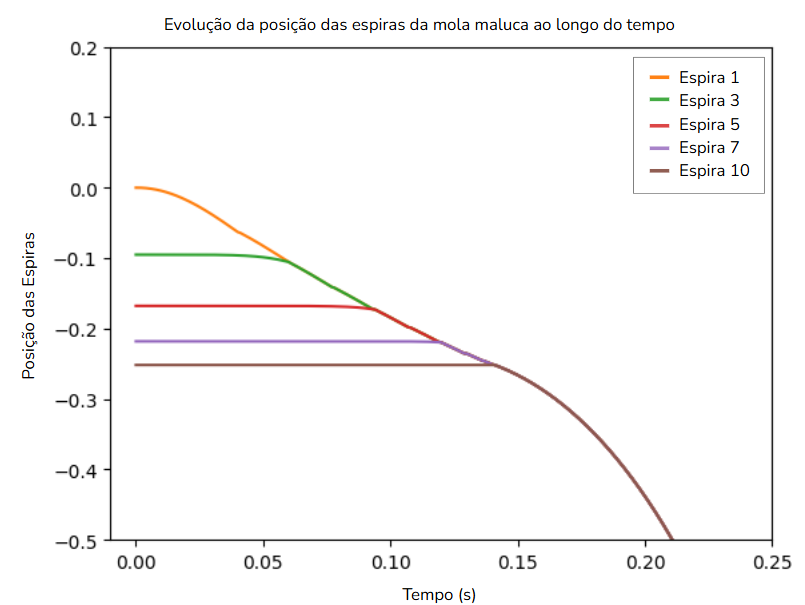 Evolução da posição das espiras da mola maluca ao longo do tempo
Espira 1
Espira 3
Espira 5
Espira 7
Espira 10
Posição das Espiras
0.2
0.1
0.0
−0.1
−0.2
−0.3
−0.4
−0.5
0.00 0.05 0.10 0.15 0.20 0.25
Tempo (s)